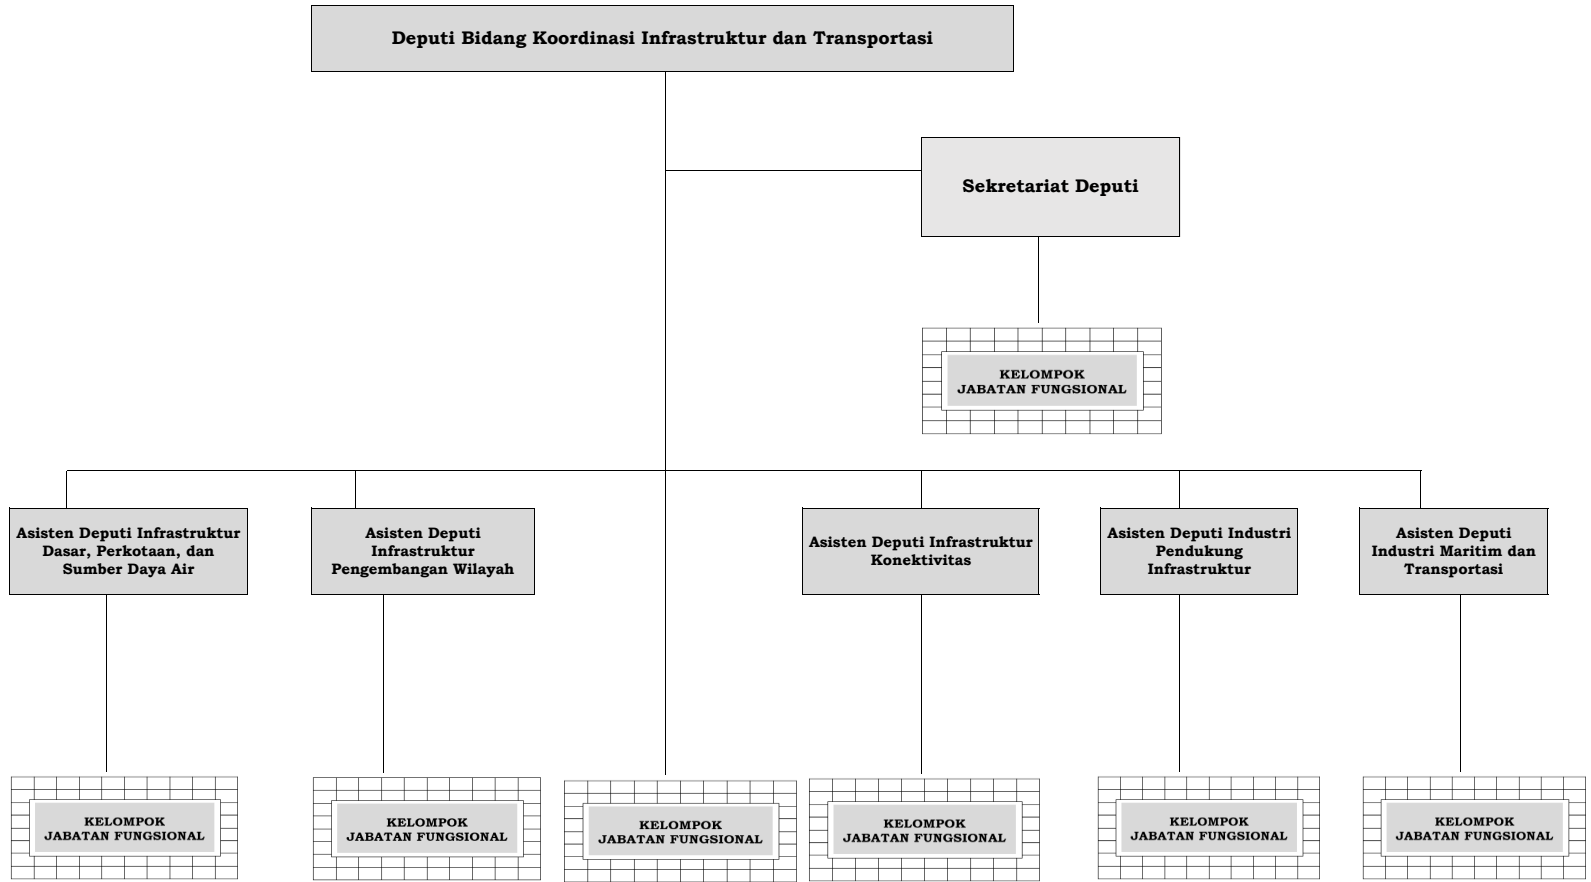 Deputi Bidang Koordinasi Infrastruktur dan Transportasi
Sekretariat Deputi
KELOMPOK
JABATAN FUNGSIONAL
Asisten Deputi Infrastruktur
Dasar, Perkotaan, dan
Sumber Daya Air
Asisten Deputi
Infrastruktur
Pengembangan Wilayah
Asisten Deputi Infrastruktur
Konektivitas
Asisten Deputi Industri
Pendukung
Infrastruktur
Asisten Deputi
Industri Maritim dan
Transportasi
KELOMPOK
JABATAN FUNGSIONAL
KELOMPOK
JABATAN FUNGSIONAL
KELOMPOK
JABATAN FUNGSIONAL
KELOMPOK
JABATAN FUNGSIONAL
KELOMPOK
JABATAN FUNGSIONAL
KELOMPOK
JABATAN FUNGSIONAL